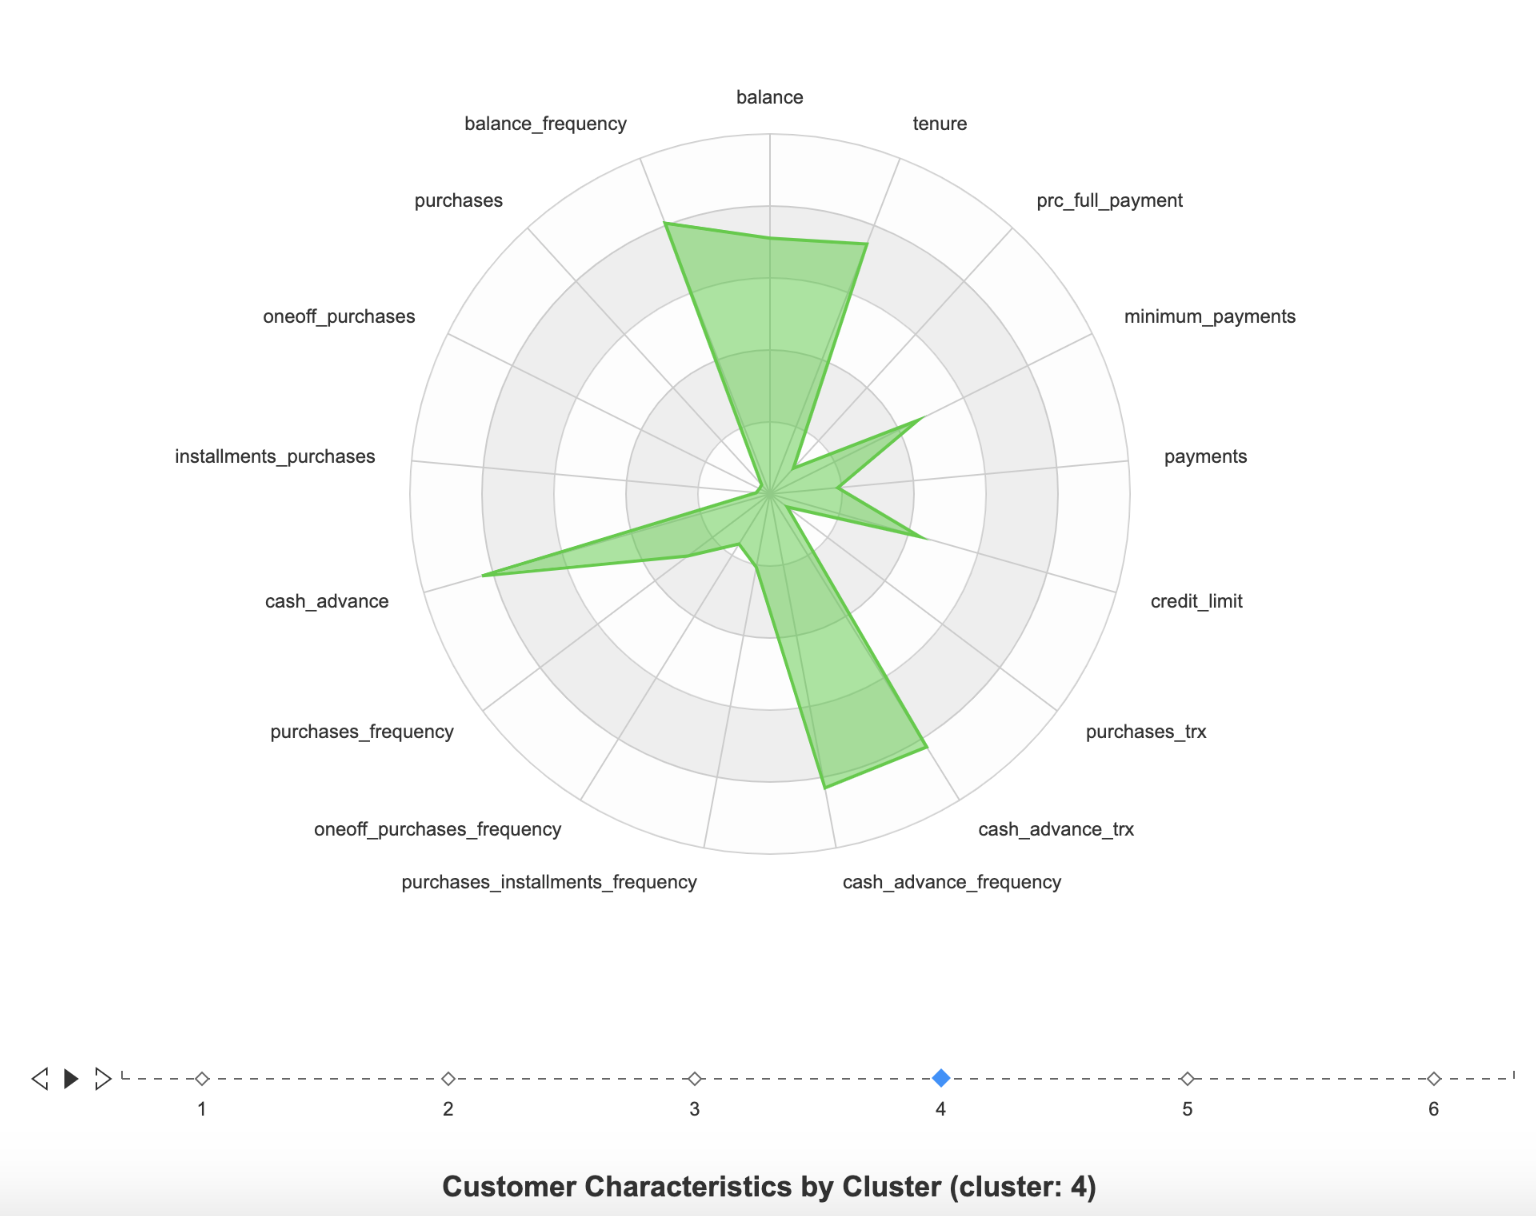 balance
balance_frequency
tenure
purchases
prc_full_payment
oneoff_purchases
minimum_payments
installments_purchases
payments
cash_advance
credit_limit
purchases_frequency
purchases_trx
oneoff_purchases_frequency
cash_advance_trx
purchases_installments_frequency
cash_advance_frequency
1 2 3 4 5 6
Customer Characteristics by Cluster (cluster: 4)